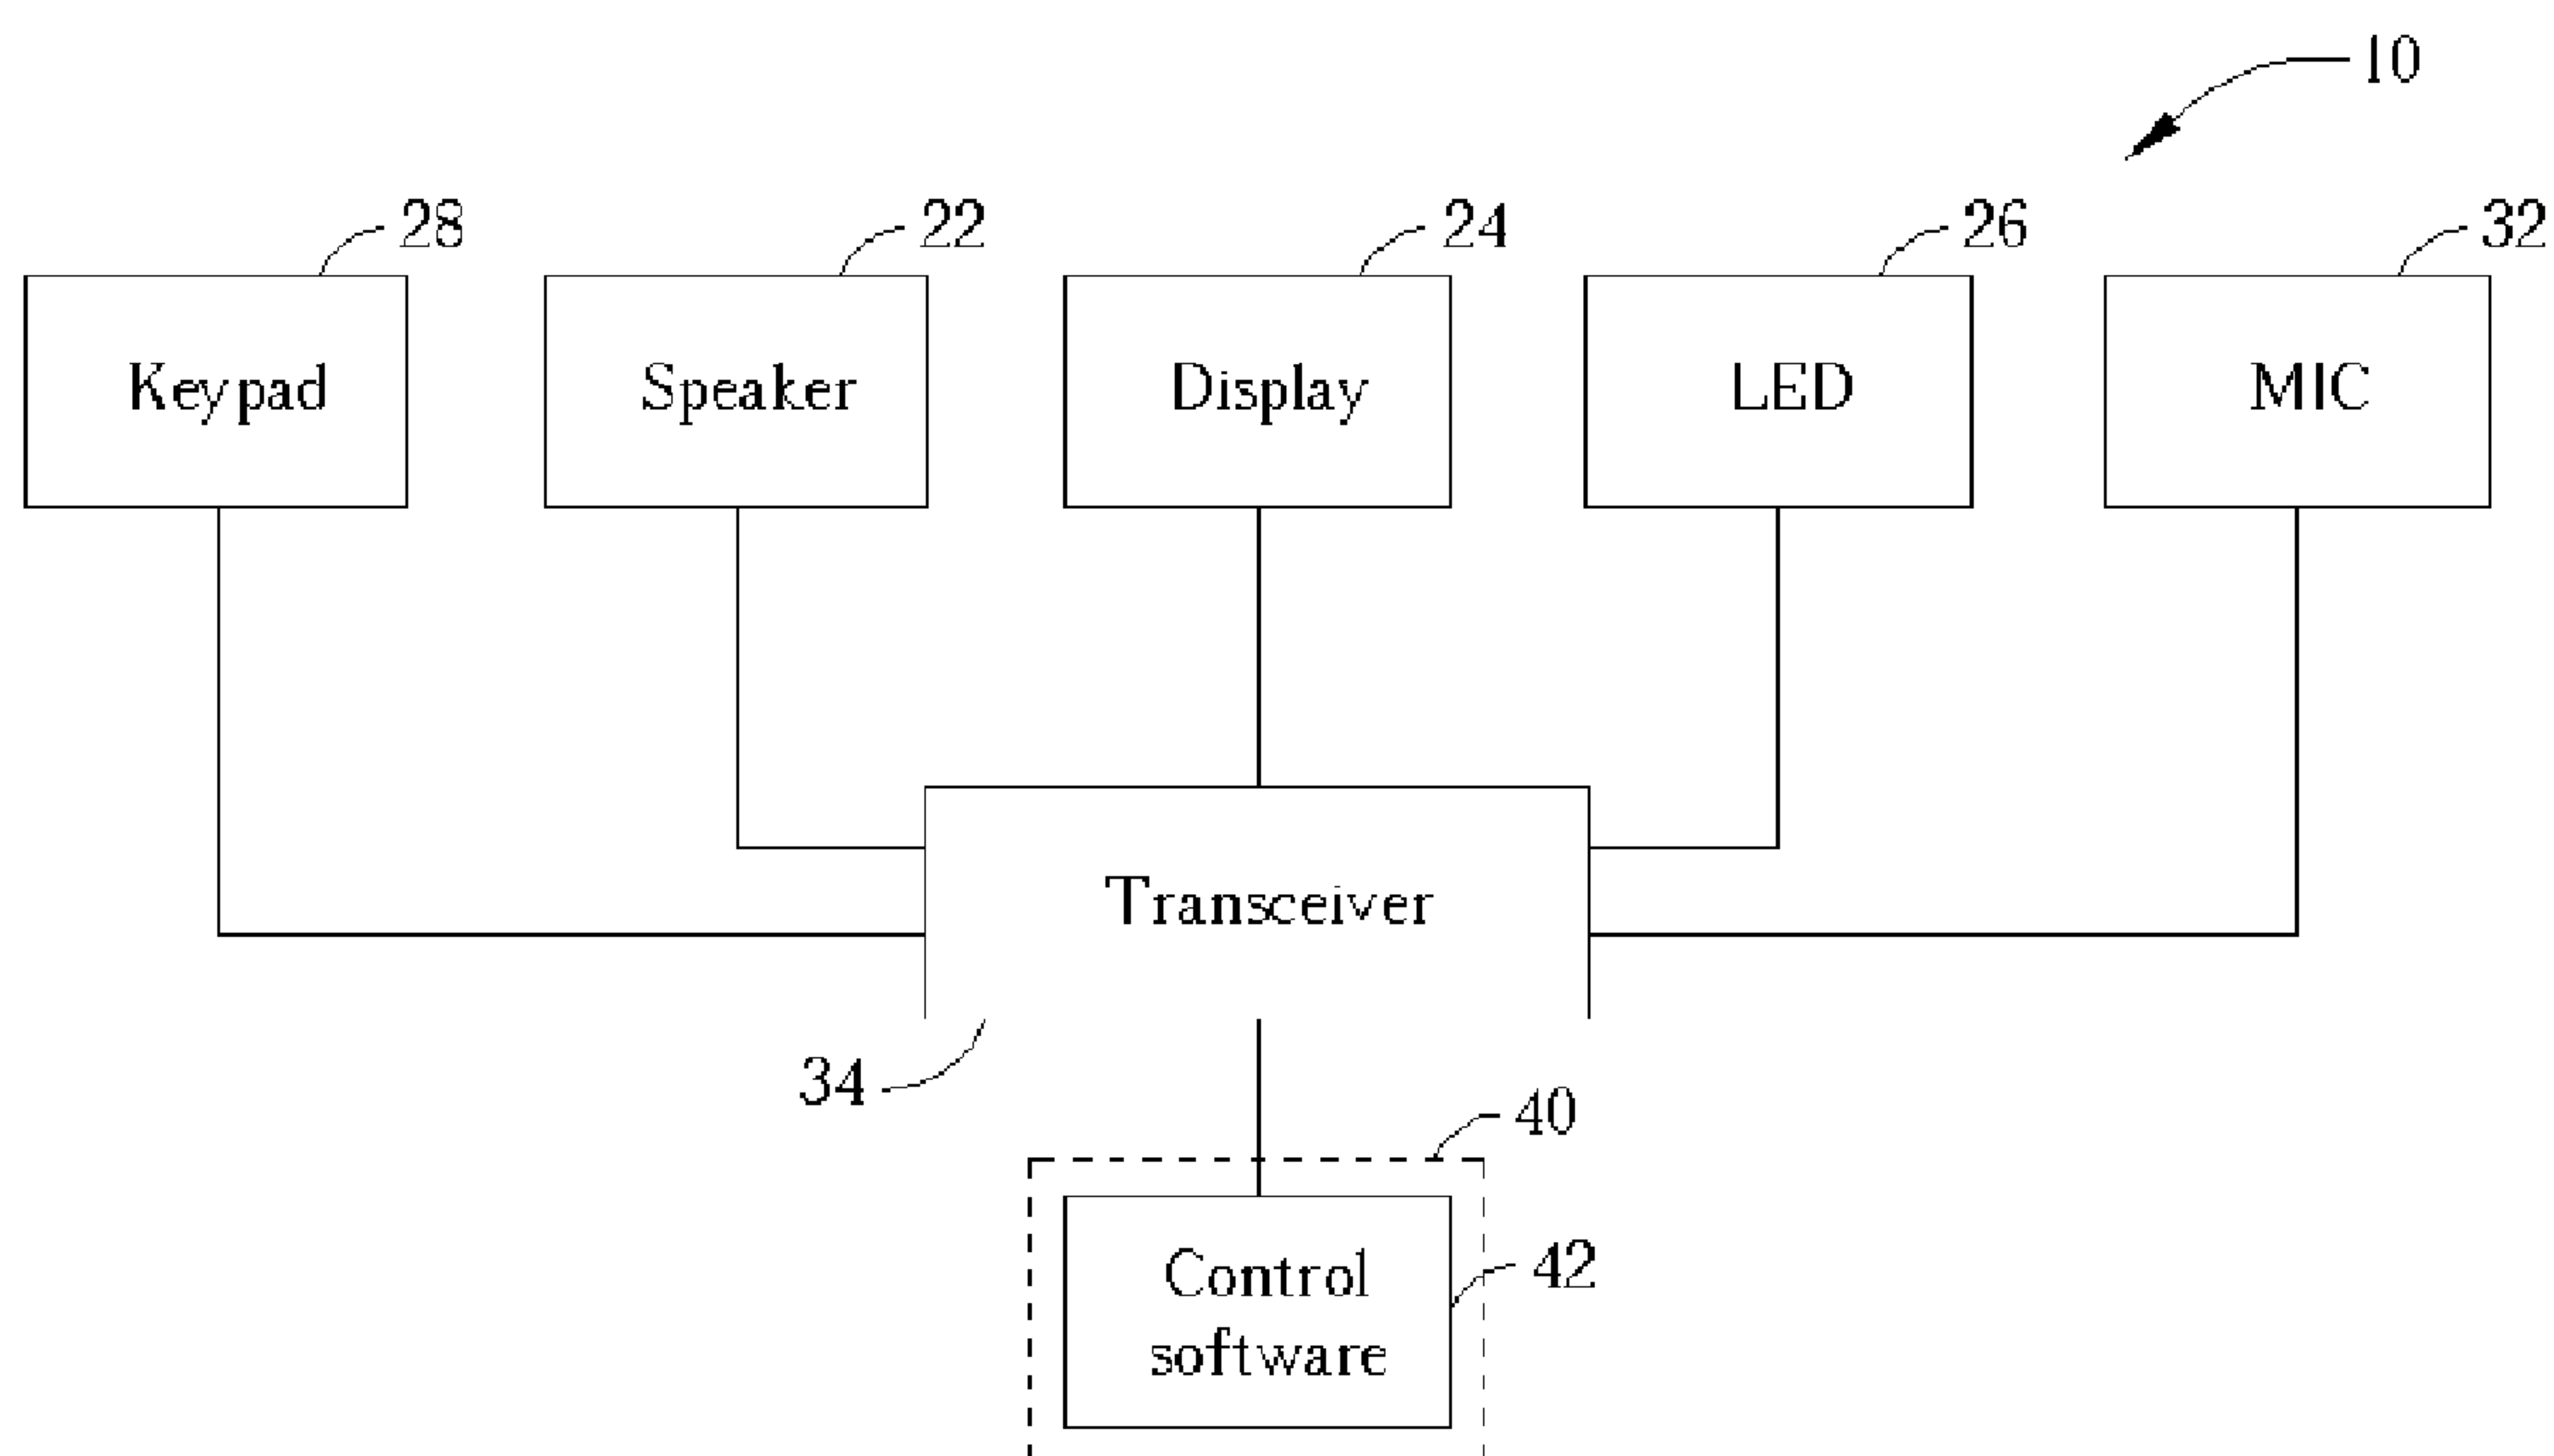 10
28 22 24 26 32
Keypad Speaker Display LED MIC
Transceiver
34
40
Control
42
software